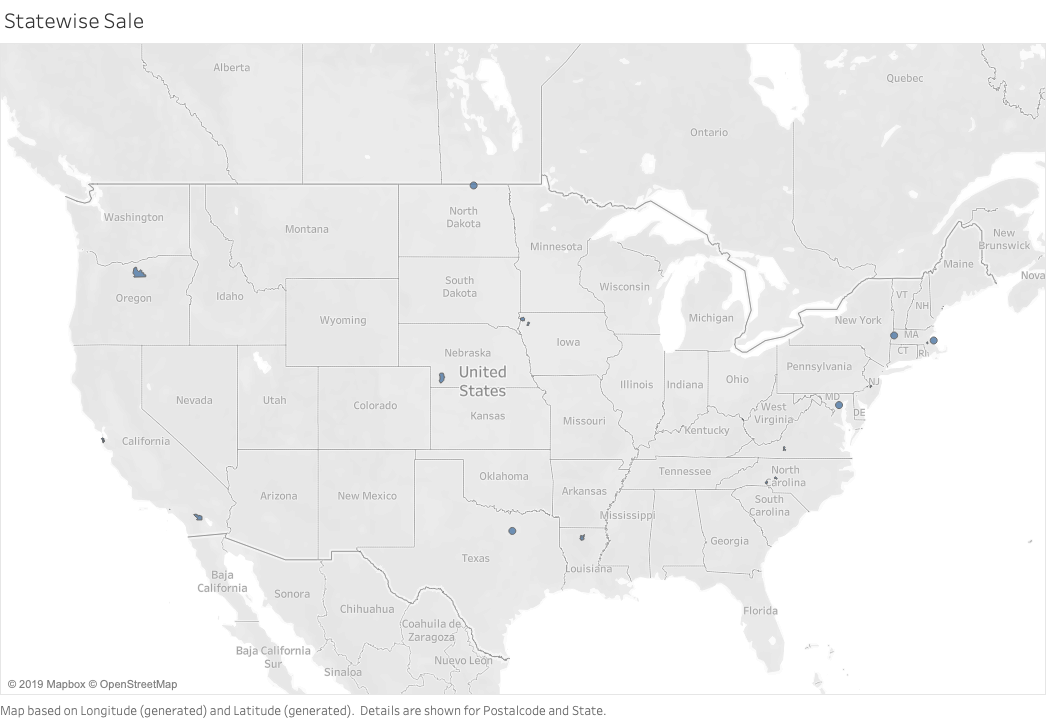 Statewise Sale
Alberta
Quebec
Ontario
Washington
North
Dakota
Montana
Minnesota
New
Brunswick
Maine
Nova
Oregon
Idaho
South
Dakota
Wisconsin
VT
NH
Wyoming
Michigan
New York
MA
Iowa
CT
Rh
Nebraska
United
States
Pennsylvania
NJ
Nevada
Utah
Colorado
Kansas
Illinois
Indiana
Ohio
MD
DE
West
Virginia
California
Missouri
Kentucky
Oklahoma
Tennessee
North
Carolina
Arizona
New Mexico
Arkansas
South
Carolina
Mississippi
Georgia
Texas
Louisiana
Baja
California
Sonora
Chihuahua
Florida
Coahuila de
Zaragoza
Baja California
Sur
Nuevo León
Sinaloa
© 2019 Mapbox © OpenStreetMap
Map based on Longitude (generated) and Latitude (generated).  Details are shown for Postalcode and State.